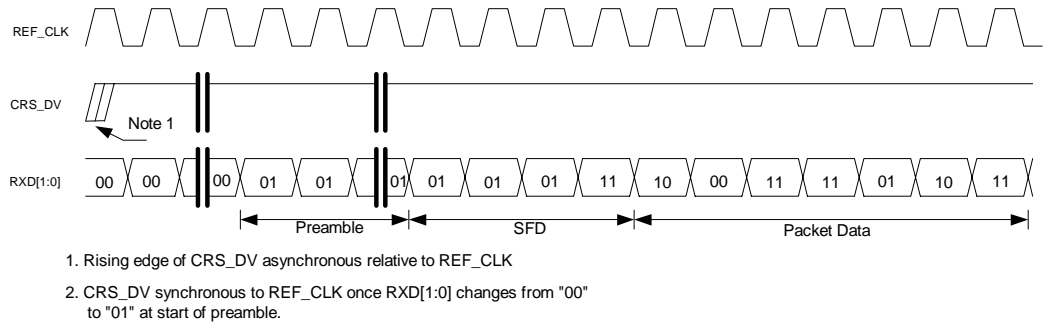 REF_CLK
CRS_DV
Note 1
RXD[1:0] 00 00 00 01 01 01 01 01 01 11 10 00 11 11 01 10 11
Preamble SFD Packet Data
1. Rising edge of CRS_DV asynchronous relative to REF_CLK
2. CRS_DV synchronous to REF_CLK once RXD[1:0] changes from "00"
to "01" at start of preamble.